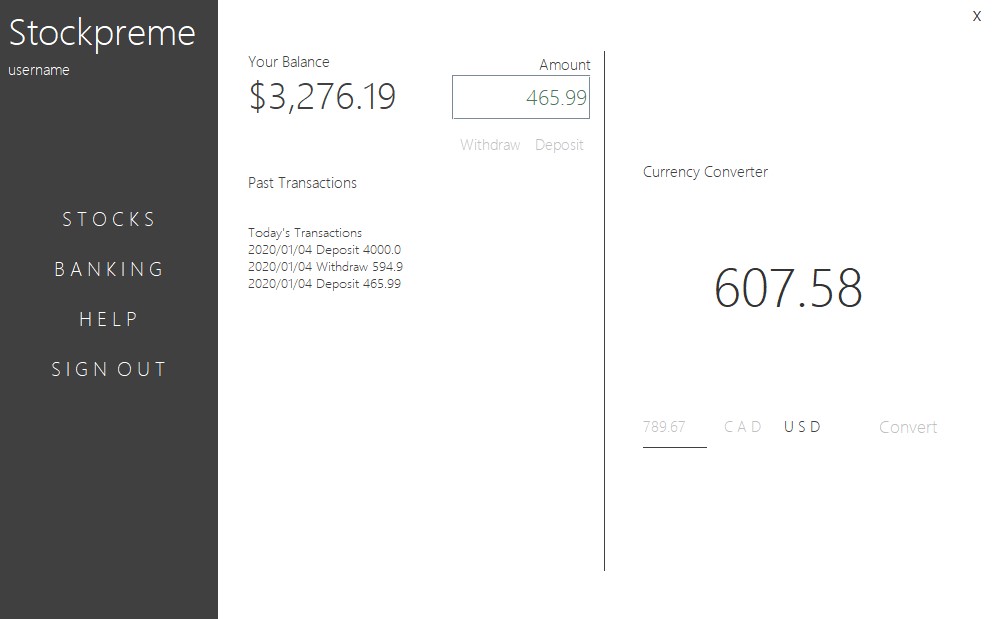 Stockpreme
username
STOCKS
BANKING
HELP
SIGN OUT
X
Your Balance
$3,276.19
Amount
465.99
Withdraw Deposit
Past Transactions
Today's Transactions
2020/01/04 Deposit 4000.0
2020/01/04 Withdraw 594.9
2020/01/04 Deposit 465.99
Currency Converter
607.58
789.67 CAD USD Convert